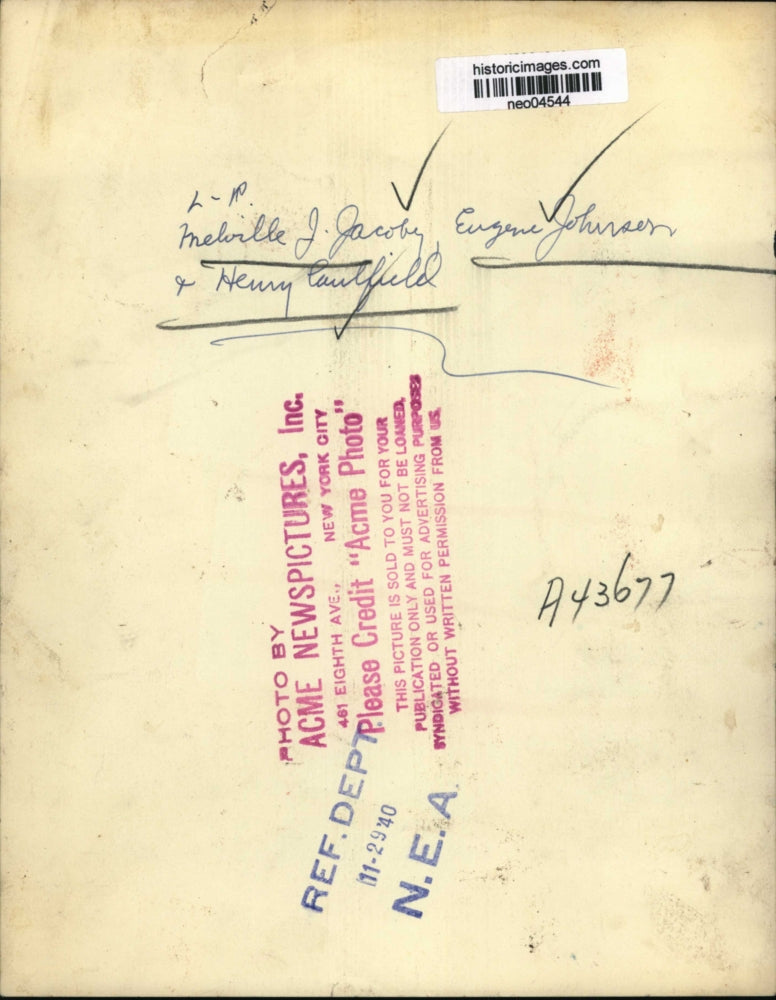 historicimages.com
neo04544
L-R.
Melville J. Jacoby, Eugene Johnsen
& Henry Caulfield
PHOTO BY
ACME NEWSPICTURES, Inc.
461 EIGHTH AVE., NEW YORK CITY
Please Credit "Acme Photo"
THIS PICTURE IS SOLD TO YOU FOR YOUR
PUBLICATION ONLY AND MUST NOT BE LOANED,
SYNDICATED OR USED FOR ADVERTISING PURPOSES
WITHOUT WRITTEN PERMISSION FROM US.
A43677
REF. DEPT.
11-29 40
N.E.A.